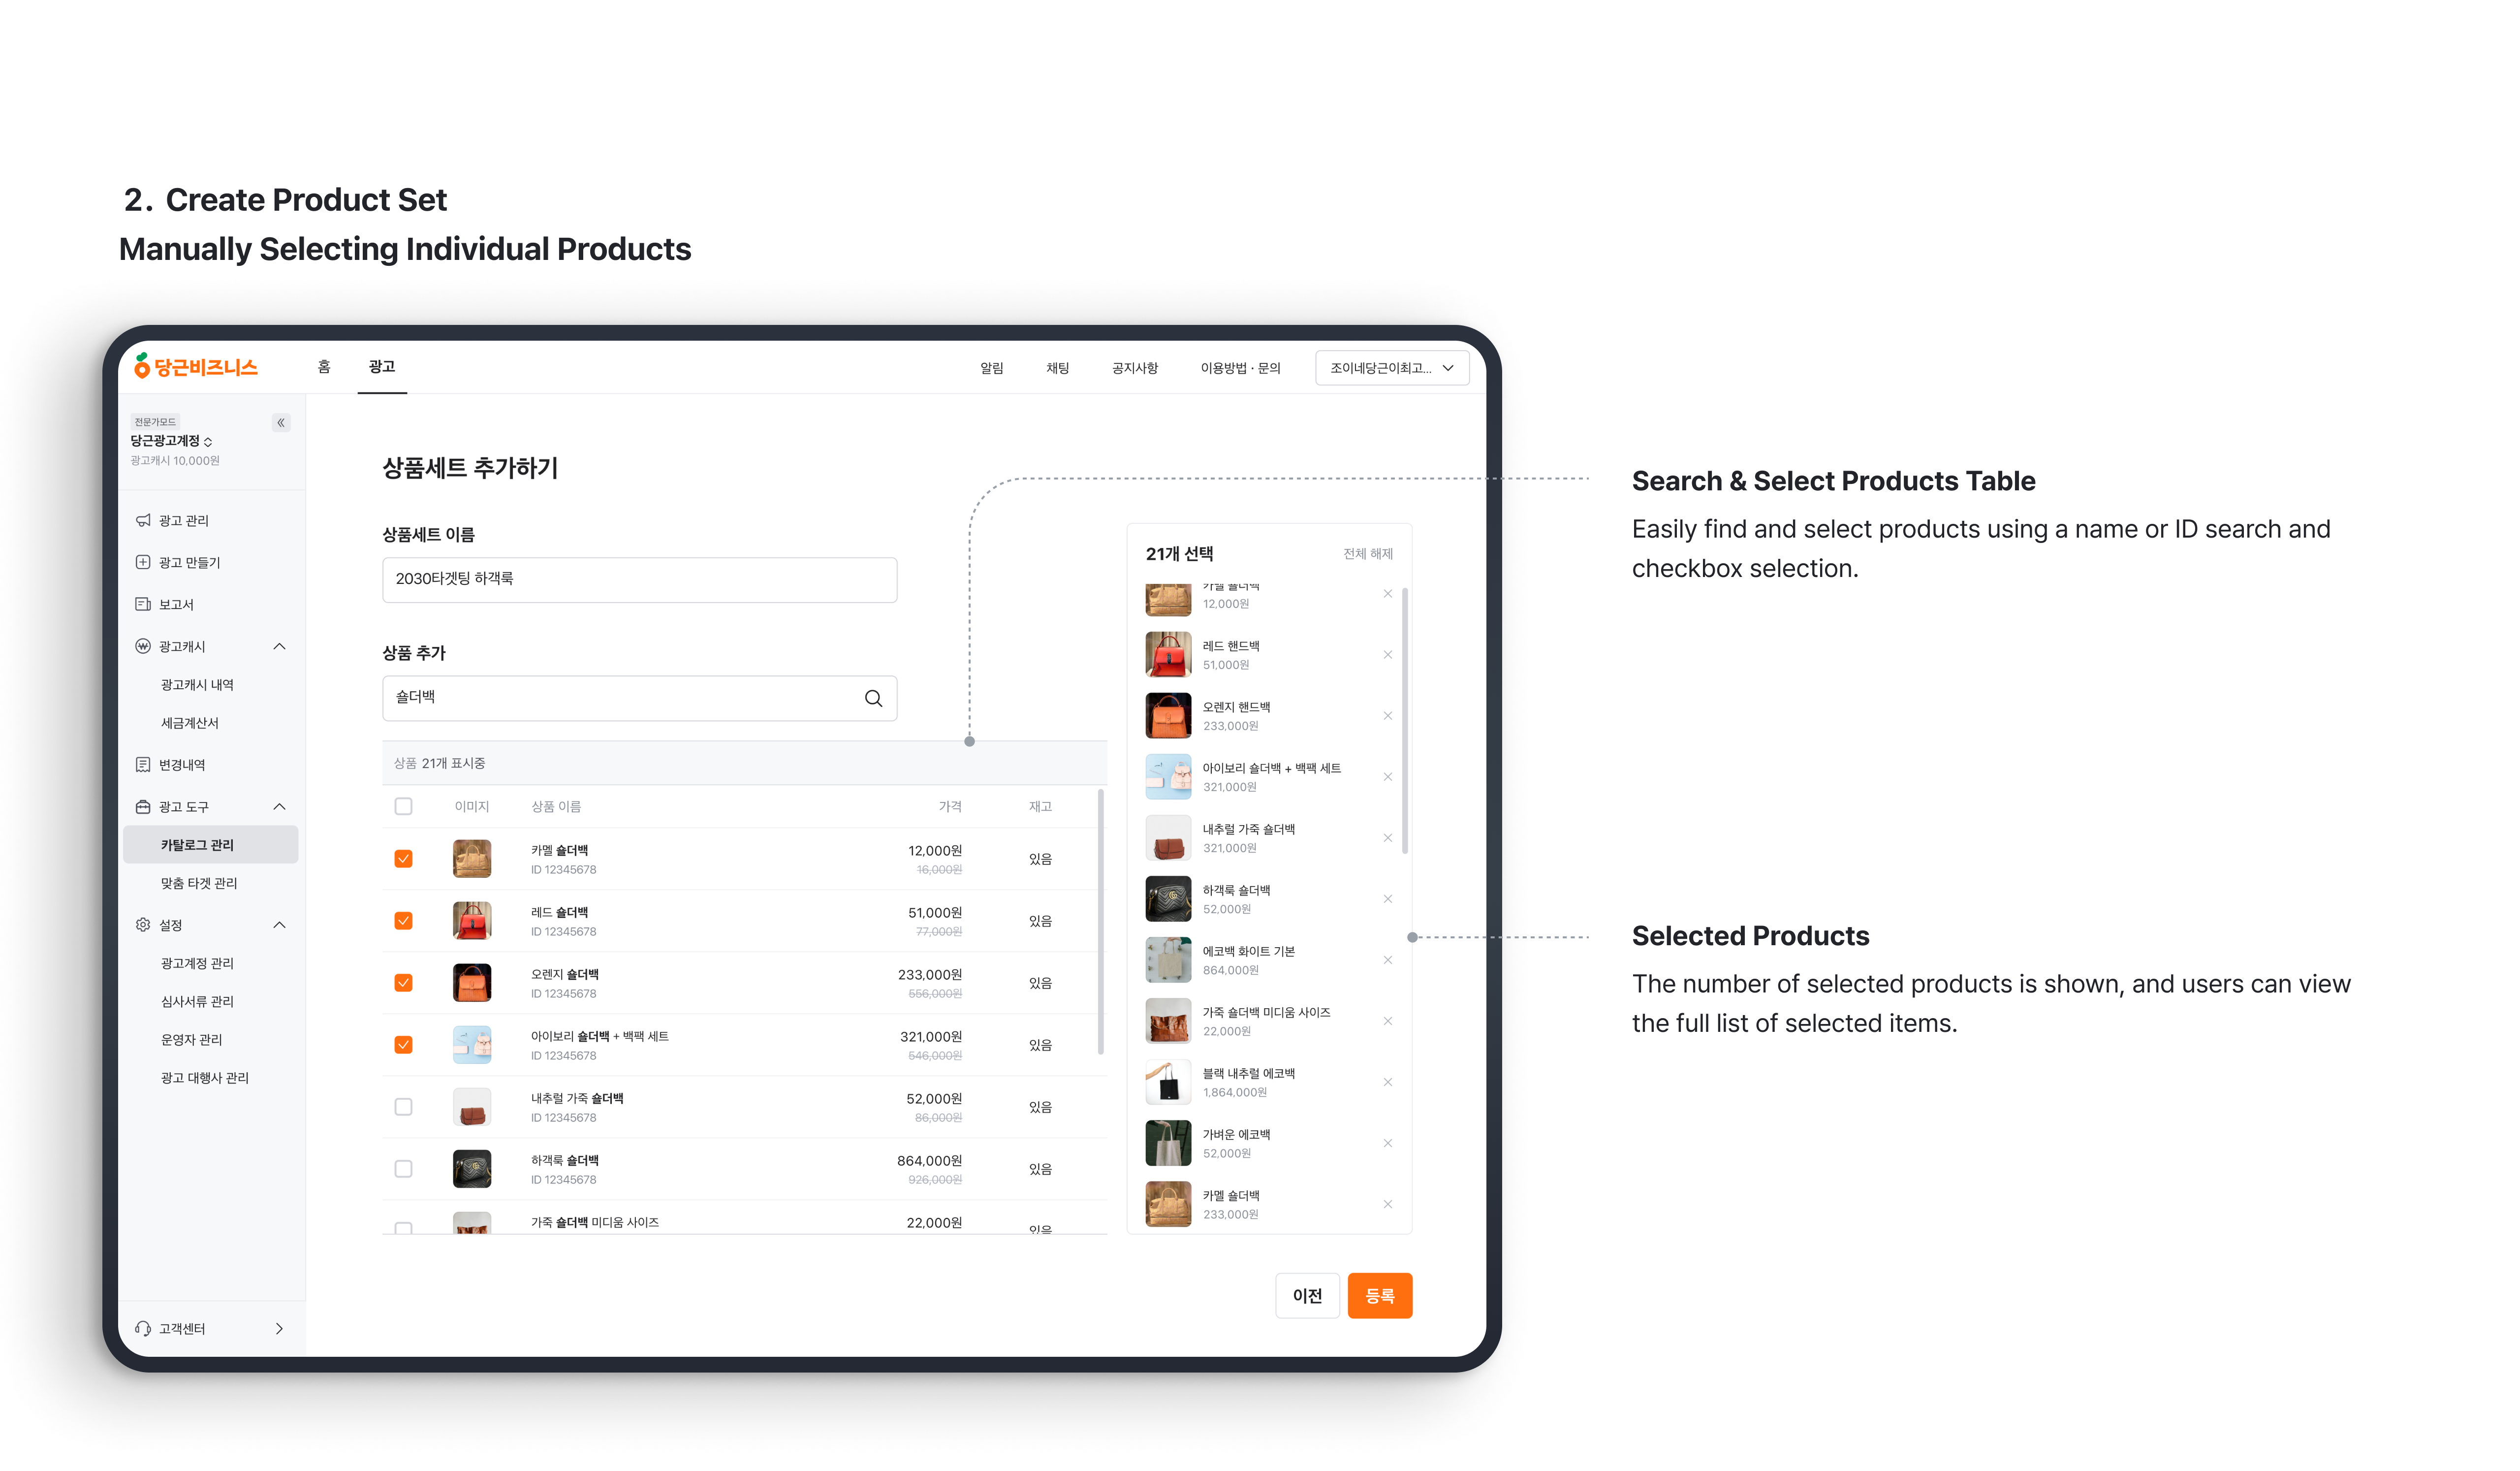 2. Create Product Set
Manually Selecting Individual Products
당근비즈니스
홈
광고
알림
채팅
공지사항
이용방법 · 문의
조이네당근이최고...
전문가모드
당근광고계정
광고캐시 10,000원
광고 관리
광고 만들기
보고서
광고캐시
광고캐시 내역
세금계산서
변경내역
광고 도구
카탈로그 관리
맞춤 타겟 관리
설정
광고계정 관리
심사서류 관리
운영자 관리
광고 대행사 관리
고객센터
상품세트 추가하기
상품세트 이름
2030타겟팅 하객룩
상품 추가
숄더백
상품 21개 표시중
이미지 상품 이름 가격 재고
카멜 숄더백 12,000원 있음
ID 12345678 16,000원
레드 숄더백 51,000원 있음
ID 12345678 77,000원
오렌지 숄더백 233,000원 있음
ID 12345678 556,000원
아이보리 숄더백 + 백팩 세트 321,000원 있음
ID 12345678 546,000원
내추럴 가죽 숄더백 52,000원 있음
ID 12345678 86,000원
하객룩 숄더백 864,000원 있음
ID 12345678 926,000원
가죽 숄더백 미디움 사이즈 22,000원 있음
21개 선택 전체 해제
카멜 숄더백
12,000원
레드 핸드백
51,000원
오렌지 핸드백
233,000원
아이보리 숄더백 + 백팩 세트
321,000원
내추럴 가죽 숄더백
321,000원
하객룩 숄더백
52,000원
에코백 화이트 기본
864,000원
가죽 숄더백 미디움 사이즈
22,000원
블랙 내추럴 에코백
1,864,000원
가벼운 에코백
52,000원
카멜 숄더백
233,000원
이전
등록
Search & Select Products Table
Easily find and select products using a name or ID search and
checkbox selection.
Selected Products
The number of selected products is shown, and users can view
the full list of selected items.